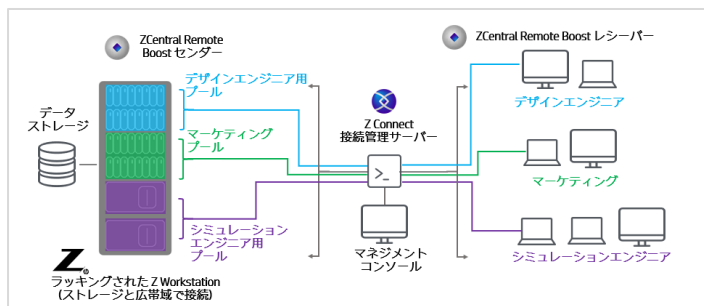 ZCentral Remote
Boost センダー
ZCentral Remote Boost レシーバー
デザインエンジニア用
プール
データ
ストレージ
Z Connect
接続管理サーバー
デザインエンジニア
マーケティング
プール
>_
マーケティング
シミュレーション
エンジニア用
プール
マネジメント
コンソール
シミュレーションエンジニア
Z
ラッキングされた Z Workstation
(ストレージと広帯域で接続)